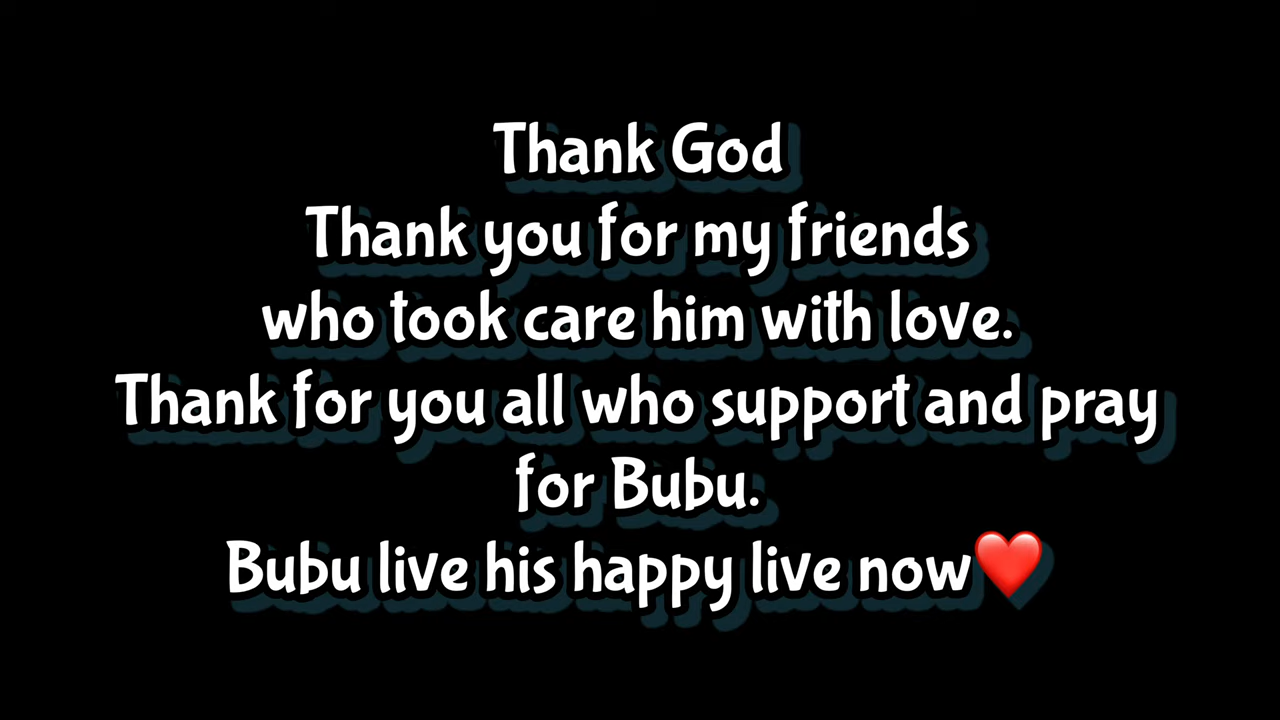 Thank God
Thank you for my friends
who took care him with love.
Thank for you all who support and pray
for Bubu.
Bubu live his happy live now❤️